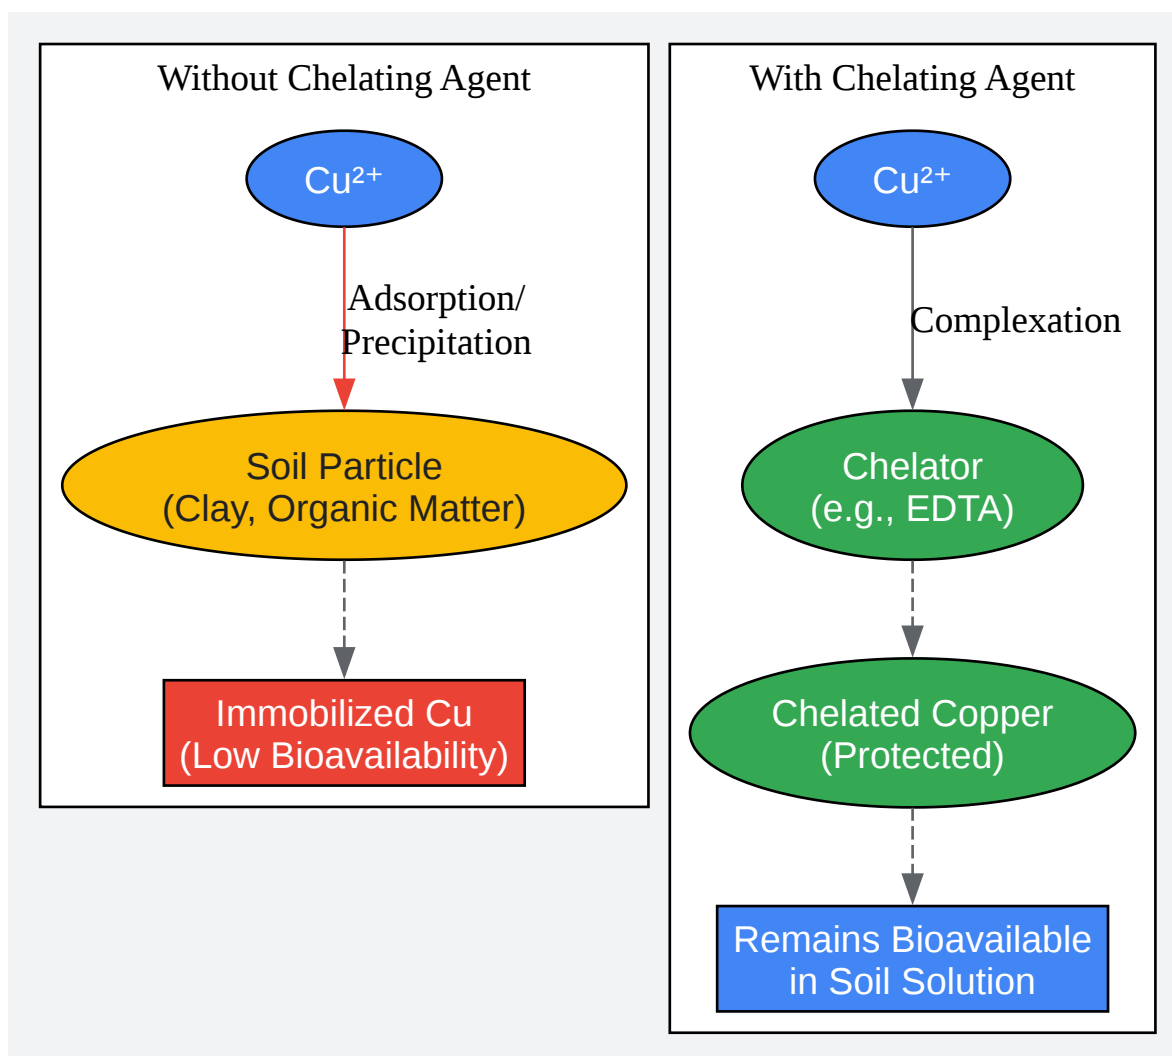 Without Chelating Agent
Cu²⁺
Adsorption/
Precipitation
Soil Particle
(Clay, Organic Matter)
Immobilized Cu
(Low Bioavailability)
With Chelating Agent
Cu²⁺
Complexation
Chelator
(e.g., EDTA)
Chelated Copper
(Protected)
Remains Bioavailable
in Soil Solution